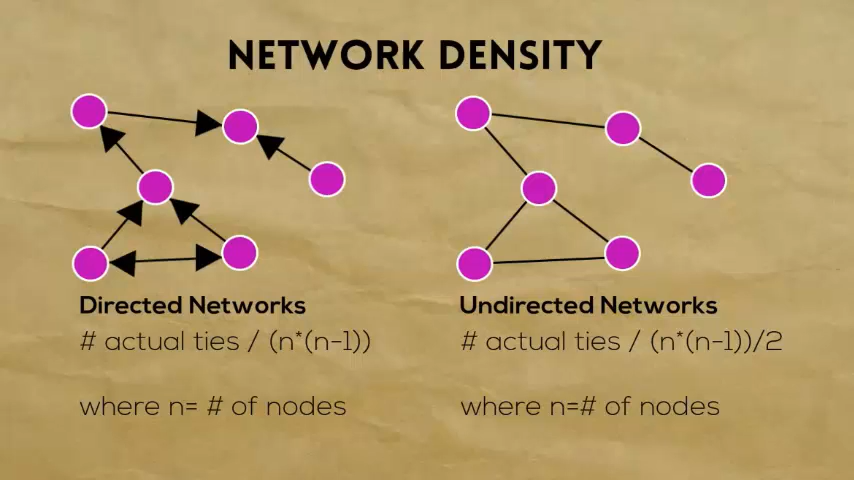 NETWORK DENSITY
Directed Networks
# actual ties / (n*(n-1))
where n= # of nodes
Undirected Networks
# actual ties / (n*(n-1))/2
where n=# of nodes